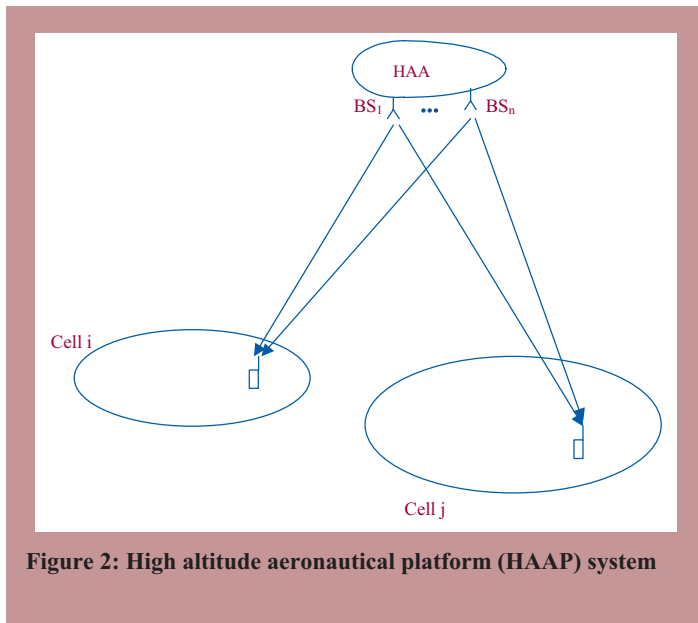 HAA
BS₁ ... BSₙ
Cell i
Cell j
Figure 2: High altitude aeronautical platform (HAAP) system